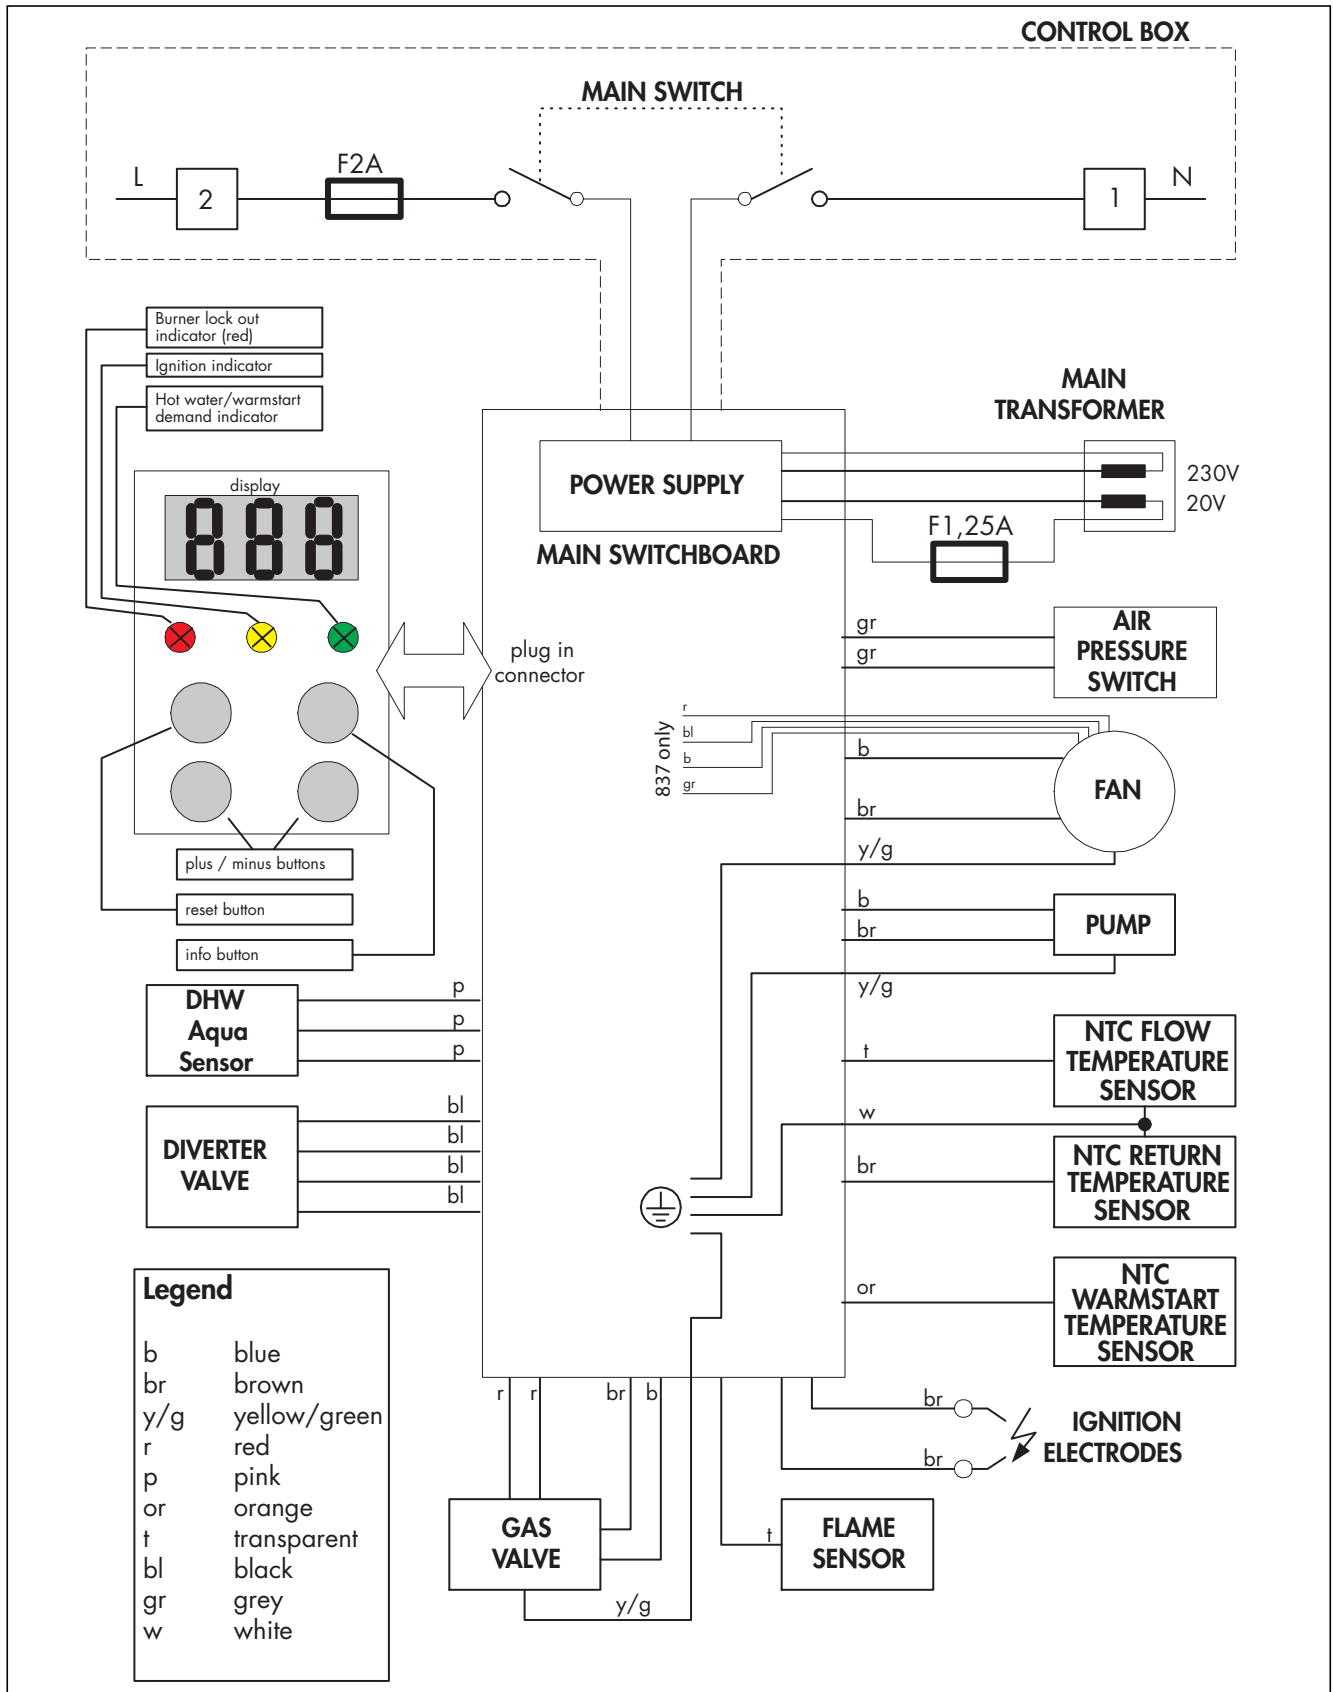 CONTROL BOX
MAIN SWITCH
L
2
F2A
1
N
Burner lock out
indicator (red)
Ignition indicator
Hot water/warmstart
demand indicator
MAIN
TRANSFORMER
display
POWER SUPPLY
230V
20V
F1,25A
MAIN SWITCHBOARD
plug in
connector
gr
gr
AIR
PRESSURE
SWITCH
837 only
r
bl
b
gr
b
br
y/g
FAN
plus / minus buttons
reset button
info button
b
br
y/g
PUMP
DHW
Aqua
Sensor
p
p
p
t
NTC FLOW
TEMPERATURE
SENSOR
DIVERTER
VALVE
bl
bl
bl
bl
w
br
NTC RETURN
TEMPERATURE
SENSOR
or
NTC
WARMSTART
TEMPERATURE
SENSOR
Legend
b blue
br brown
y/g yellow/green
r red
p pink
or orange
t transparent
bl black
gr grey
w white
r
r
br
b
br
br
IGNITION
ELECTRODES
GAS
VALVE
y/g
t
FLAME
SENSOR